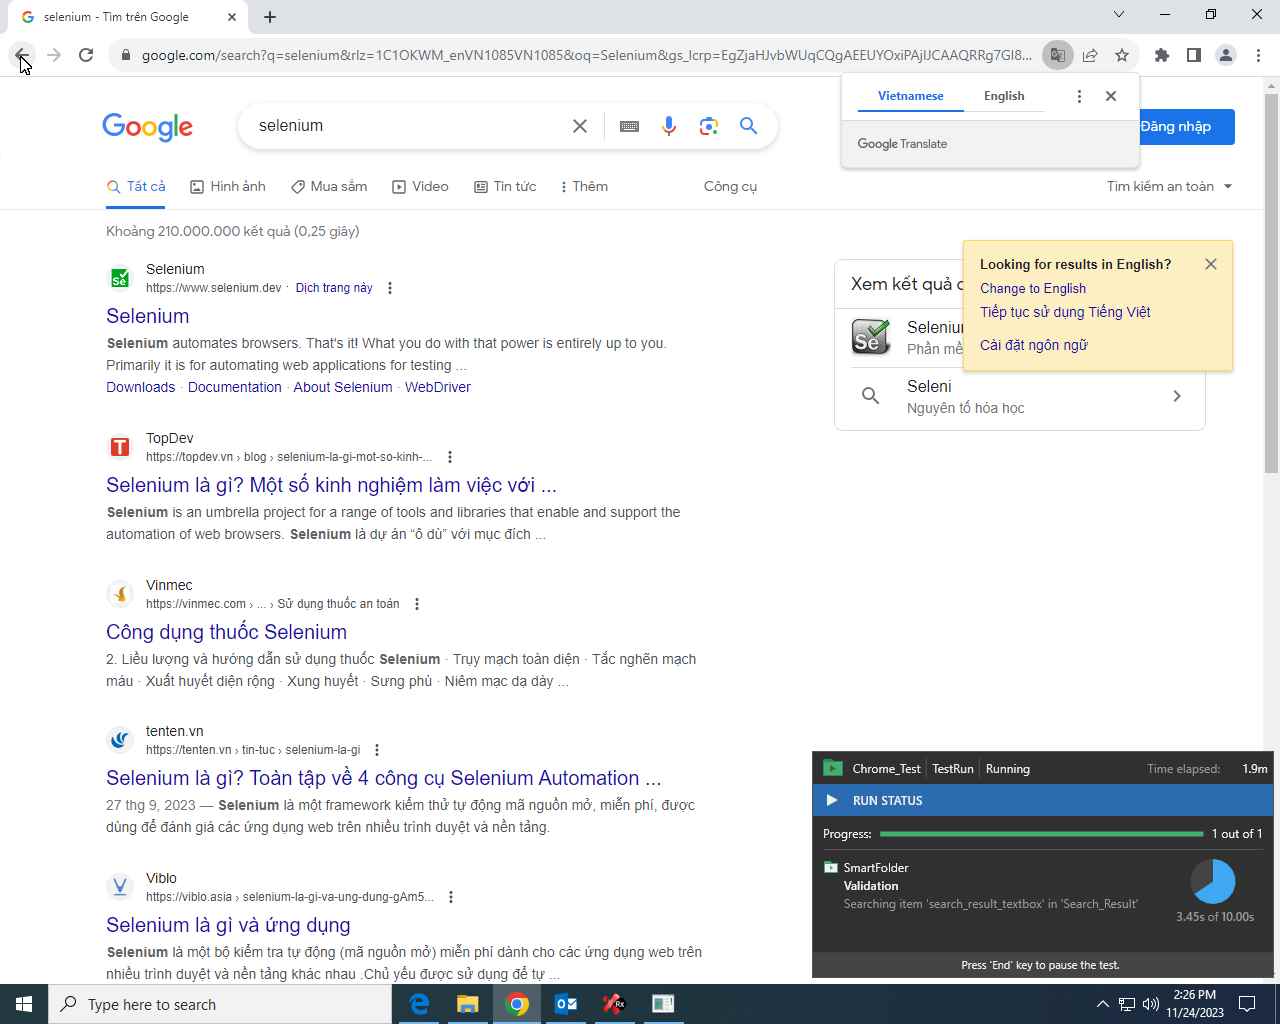 selenium - Tìm trên Google
google.com/search?q=selenium&rlz=1C1OKWM_enVN1085VN1085&oq=Selenium&gs_lcrp=EgZjaHJvbWUqCQgAEEUYOxiPAjIJCAAQRRg7GI8...
Vietnamese English
Google Translate
Google
selenium
Đăng nhập
Tất cả Hình ảnh Mua sắm Video Tin tức Thêm Công cụ Tìm kiếm an toàn
Khoảng 210.000.000 kết quả (0,25 giây)
Selenium
https://www.selenium.dev · Dịch trang này
Selenium
Selenium automates browsers. That's it! What you do with that power is entirely up to you.
Primarily it is for automating web applications for testing ...
Downloads · Documentation · About Selenium · WebDriver
TopDev
https://topdev.vn › blog › selenium-la-gi-mot-so-kinh-...
Selenium là gì? Một số kinh nghiệm làm việc với ...
Selenium is an umbrella project for a range of tools and libraries that enable and support the
automation of web browsers. Selenium là dự án “ô dù” với mục đích ...
Vinmec
https://vinmec.com › ... › Sử dụng thuốc an toàn
Công dụng thuốc Selenium
2. Liều lượng và hướng dẫn sử dụng thuốc Selenium · Trụy mạch toàn diện · Tắc nghẽn mạch
máu · Xuất huyết diện rộng · Xung huyết · Sưng phù · Niêm mạc dạ dày ...
tenten.vn
https://tenten.vn › tin-tuc › selenium-la-gi
Selenium là gì? Toàn tập về 4 công cụ Selenium Automation ...
27 thg 9, 2023 — Selenium là một framework kiểm thử tự động mã nguồn mở, miễn phí, được
dùng để đánh giá các ứng dụng web trên nhiều trình duyệt và nền tảng.
Viblo
https://viblo.asia › selenium-la-gi-va-ung-dung-gAm5...
Selenium là gì và ứng dụng
Selenium là một bộ kiểm tra tự động (mã nguồn mở) miễn phí dành cho các ứng dụng web trên
nhiều trình duyệt và nền tảng khác nhau .Chủ yếu được sử dụng để tự ...
Xem kết quả
Looking for results in English?
Change to English
Tiếp tục sử dụng Tiếng Việt
Cài đặt ngôn ngữ
Se
Phần
Seleni
Nguyên tố hóa học
Chrome_Test TestRun Running Time elapsed: 1.9m
RUN STATUS
Progress: 1 out of 1
SmartFolder
Validation
Searching item 'search_result_textbox' in 'Search_Result'
3.45s of 10.00s
Press 'End' key to pause the test.
Type here to search
2:26 PM
11/24/2023